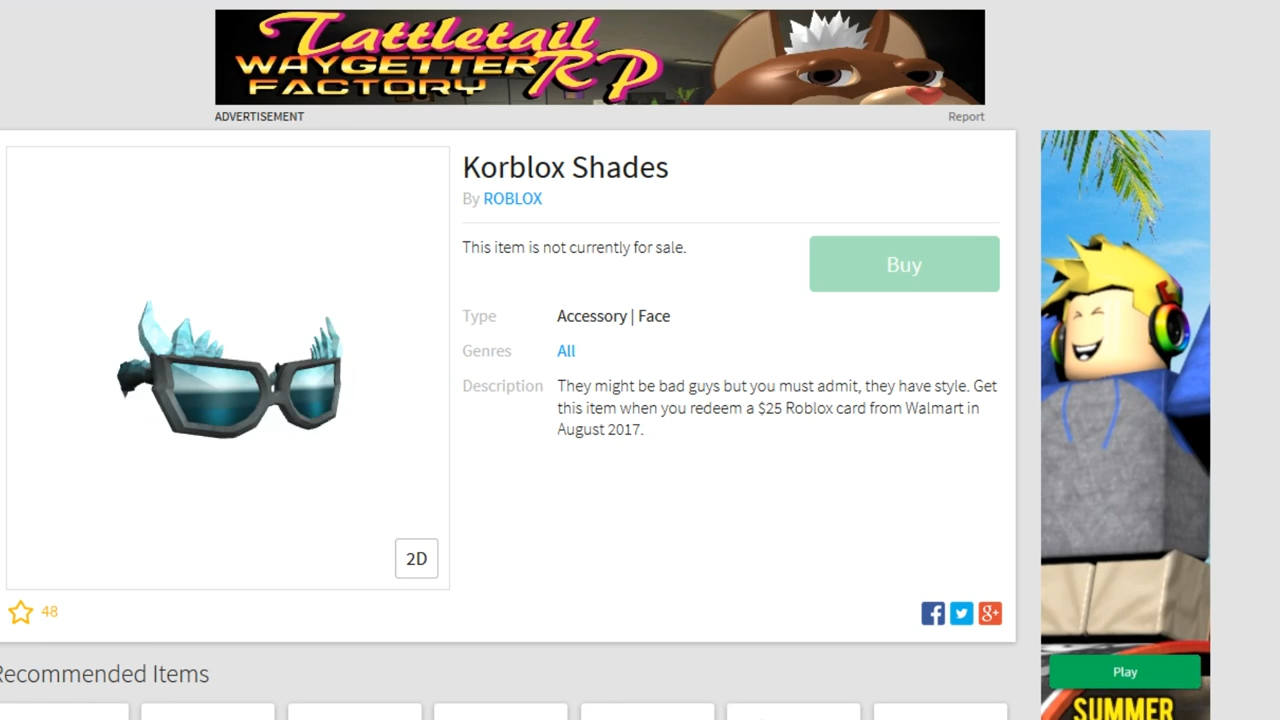 Tattletail
WAYGETTER RP
FACTORY
ADVERTISEMENT
Report
Korblox Shades
By ROBLOX
This item is not currently for sale.
Buy
Type Accessory | Face
Genres All
Description They might be bad guys but you must admit, they have style. Get
this item when you redeem a $25 Roblox card from Walmart in
August 2017.
2D
48
f
g+
Recommended Items
Play
SUMMER